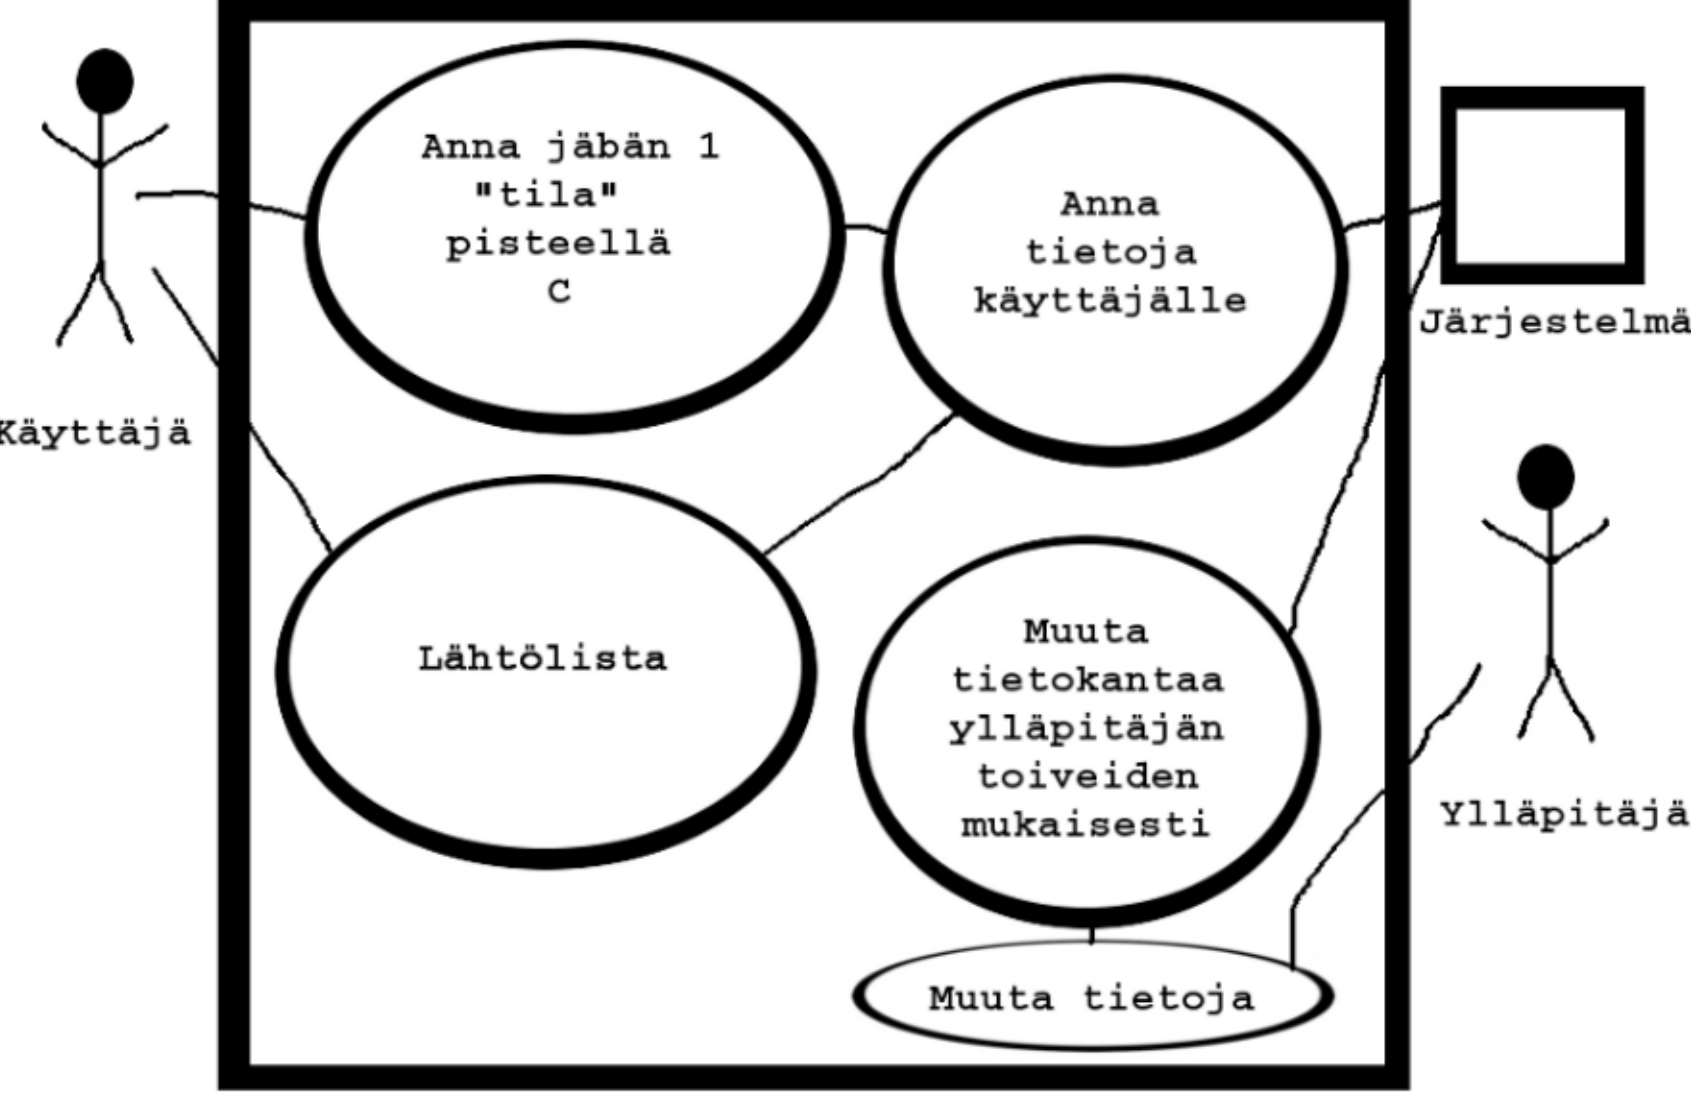 Anna jäbän 1
"tila"
pisteellä
C
Anna
tietoja
käyttäjälle
Järjestelmä
Käyttäjä
Lähtölista
Muuta
tietokantaa
ylläpitäjän
toiveiden
mukaisesti
Ylläpitäjä
Muuta tietoja